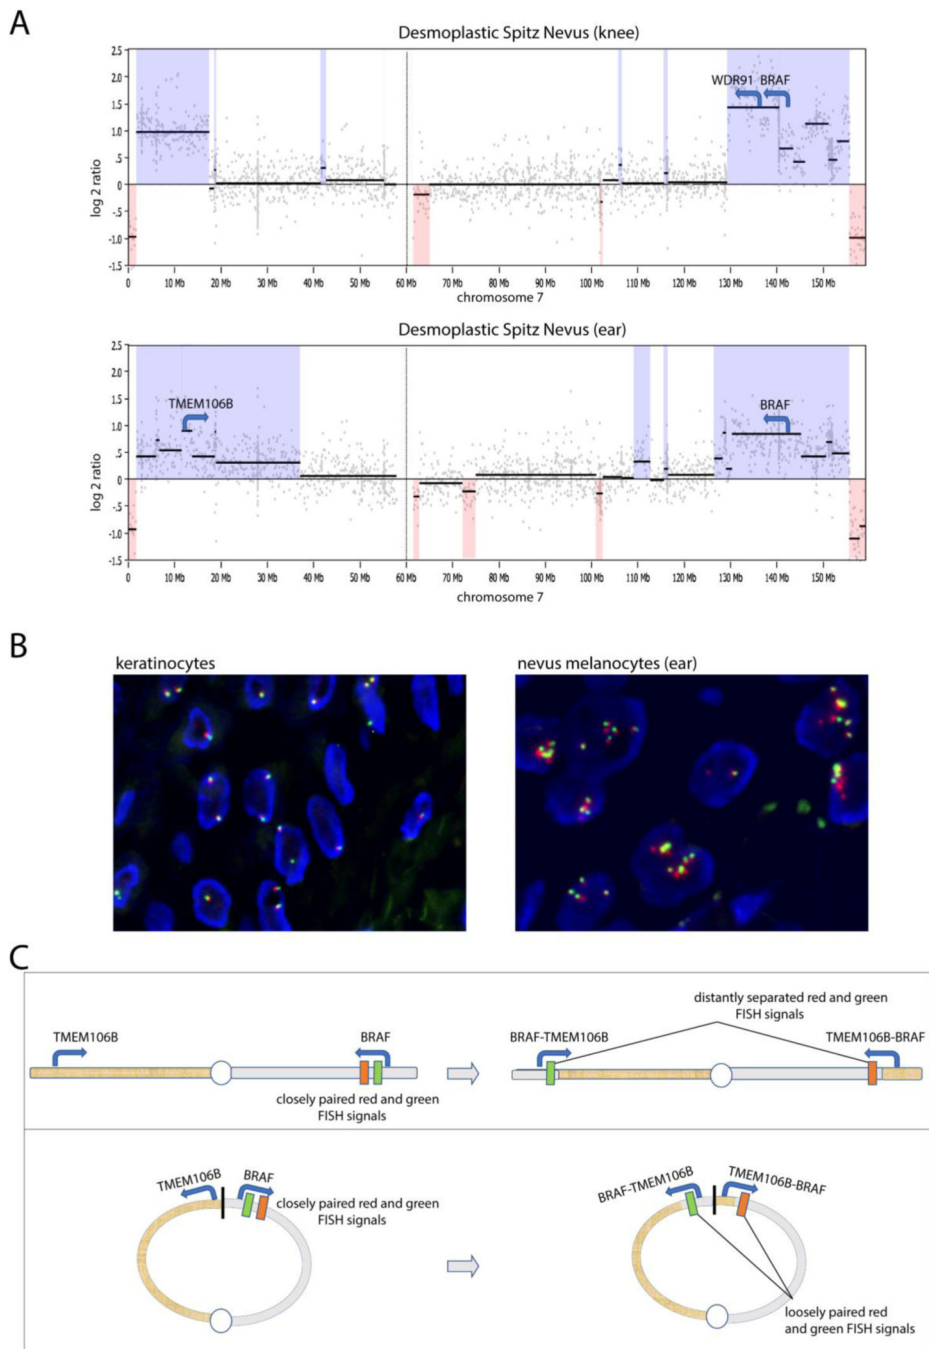 A
Desmoplastic Spitz Nevus (knee)
2.5
2.0
1.5
1.0
.5
0
-.5
-1.0
-1.5
log 2 ratio
WDR91 BRAF
0 10 Mb 20 Mb 30 Mb 40 Mb 50 Mb 60 Mb 70 Mb 80 Mb 90 Mb 100 Mb 110 Mb 120 Mb 130 Mb 140 Mb 150 Mb
chromosome 7
Desmoplastic Spitz Nevus (ear)
2.5
2.0
1.5
1.0
.5
0
-.5
-1.0
-1.5
log 2 ratio
TMEM106B
BRAF
0 10 Mb 20 Mb 30 Mb 40 Mb 50 Mb 60 Mb 70 Mb 80 Mb 90 Mb 100 Mb 110 Mb 120 Mb 130 Mb 140 Mb 150 Mb
chromosome 7
B
keratinocytes
nevus melanocytes (ear)
C
TMEM106B
BRAF
closely paired red and green
FISH signals
distantly separated red and green
FISH signals
BRAF-TMEM106B
TMEM106B-BRAF
TMEM106B
BRAF
closely paired red and green
FISH signals
BRAF-TMEM106B
TMEM106B-BRAF
loosely paired red
and green FISH signals